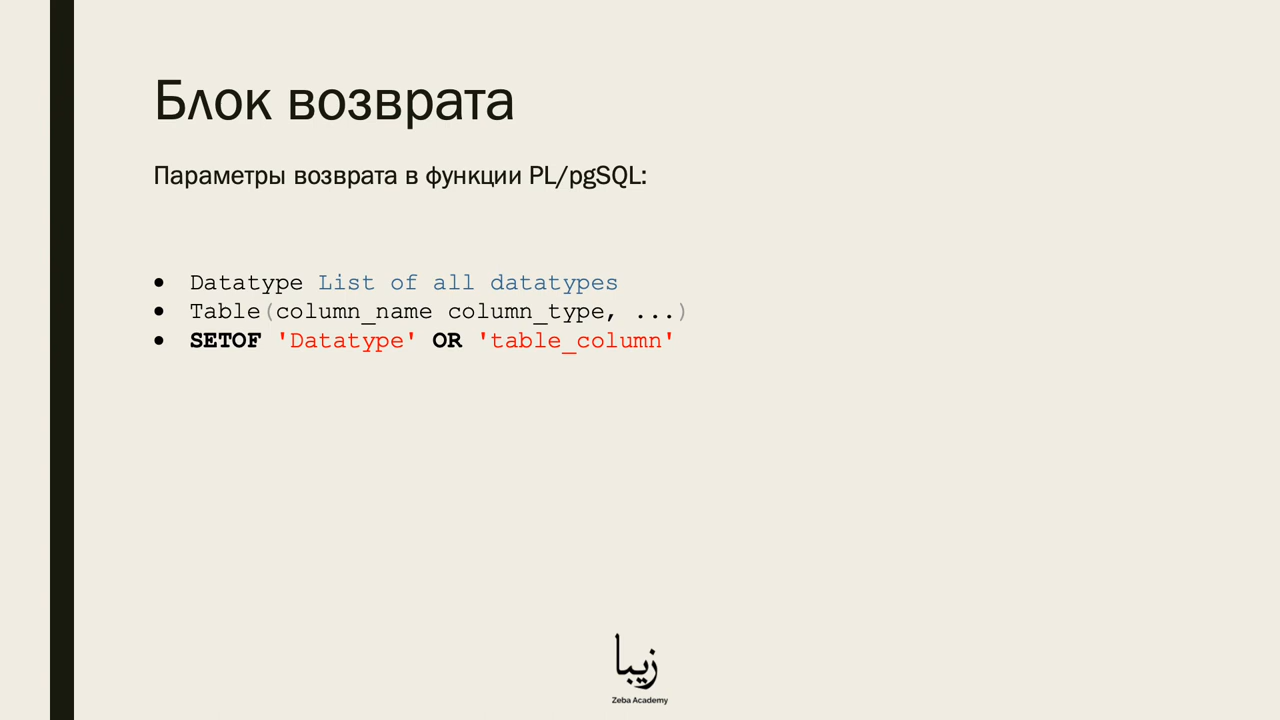 Блок возврата
Параметры возврата в функции PL/pgSQL:
● Datatype List of all datatypes
● Table(column_name column_type, ...)
● SETOF 'Datatype' OR 'table_column'
زيبا
Zeba Academy